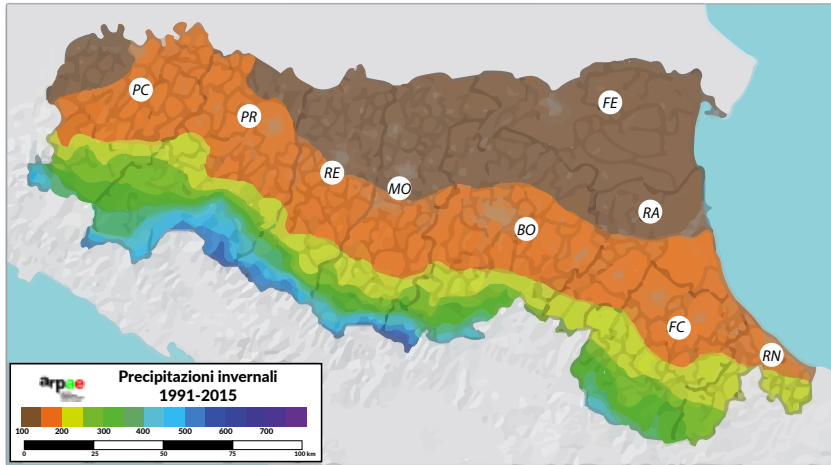 PC
PR
FE
RE
MO
RA
BO
FC
RN
arpae
Precipitazioni invernali
1991-2015
100 200 300 400 500 600 700
0 25 50 75 100 km